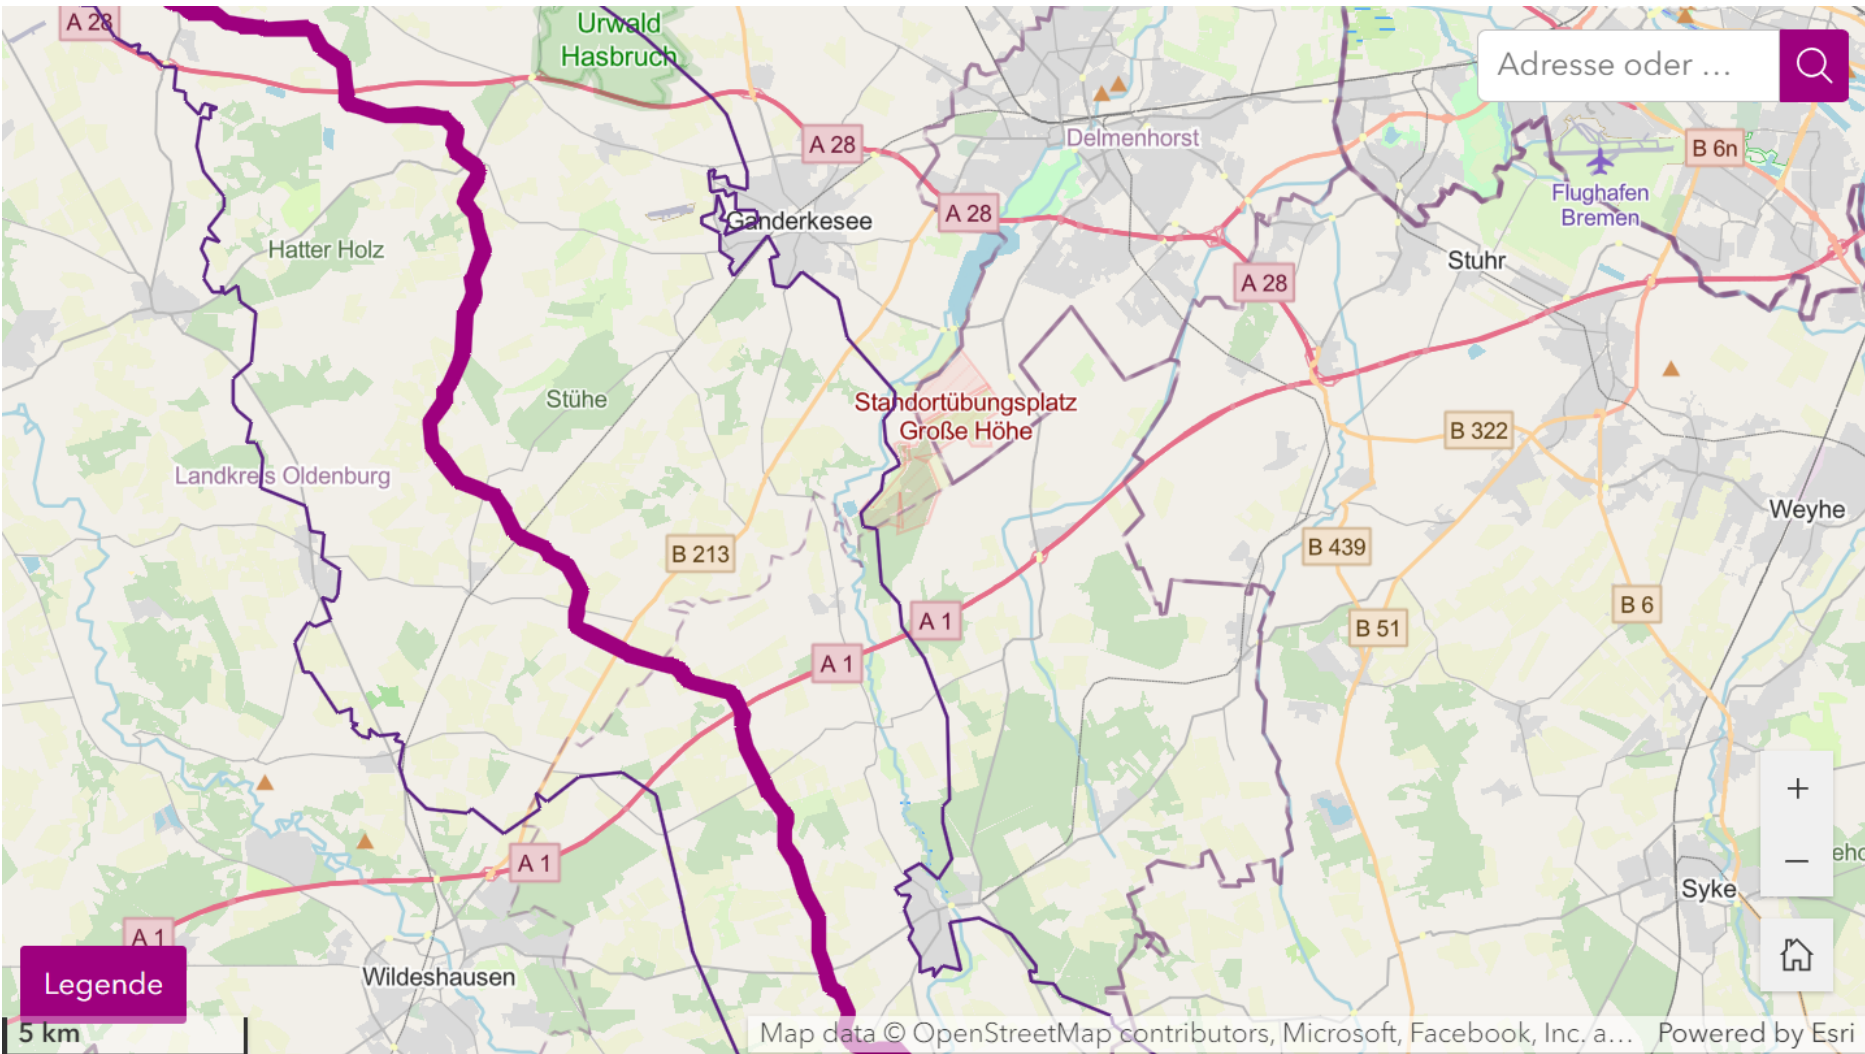 A 28
Urwald
Hasbruch
Adresse oder ...
Delmenhorst
A 28
B 6n
Flughafen
Bremen
A 28
Ganderkesee
Hatter Holz
Stuhr
A 28
Stühe
Standortübungsplatz
Große Höhe
B 322
Landkreis Oldenburg
Weyhe
B 213
B 439
A 1
B 6
B 51
A 1
A 1
Syke
A 1
Wildeshausen
Legende
5 km
Map data © OpenStreetMap contributors, Microsoft, Facebook, Inc. a...
Powered by Esri